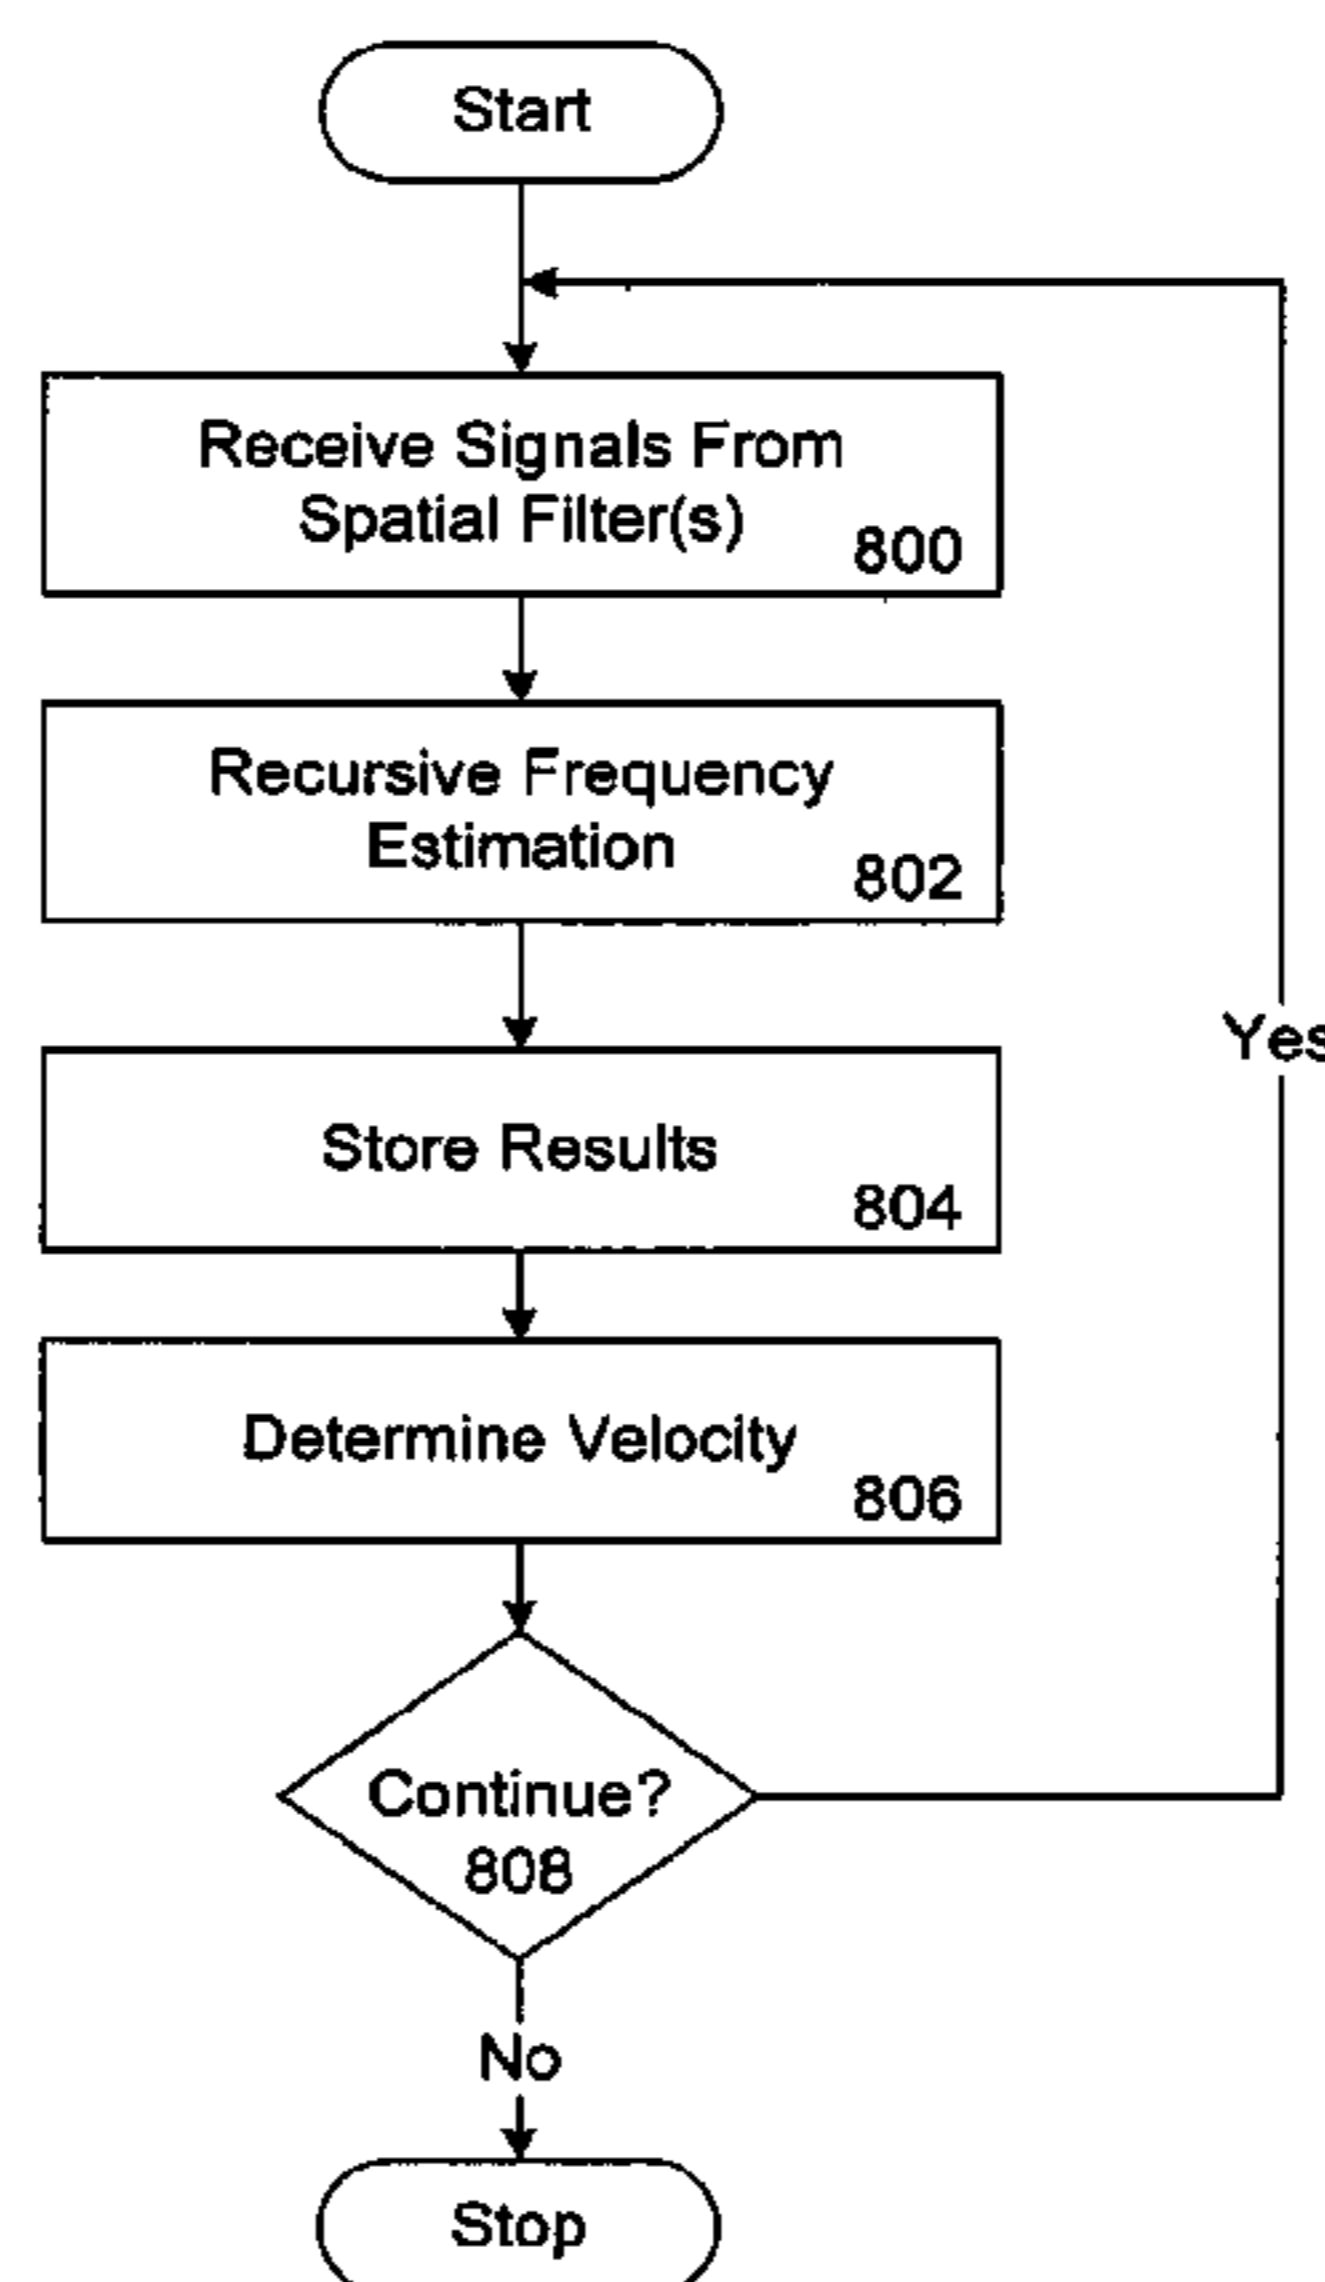 Start
Receive Signals From
Spatial Filter(s)
800
Recursive Frequency
Estimation
802
Store Results
804
Determine Velocity
806
Continue?
808
Yes
No
Stop